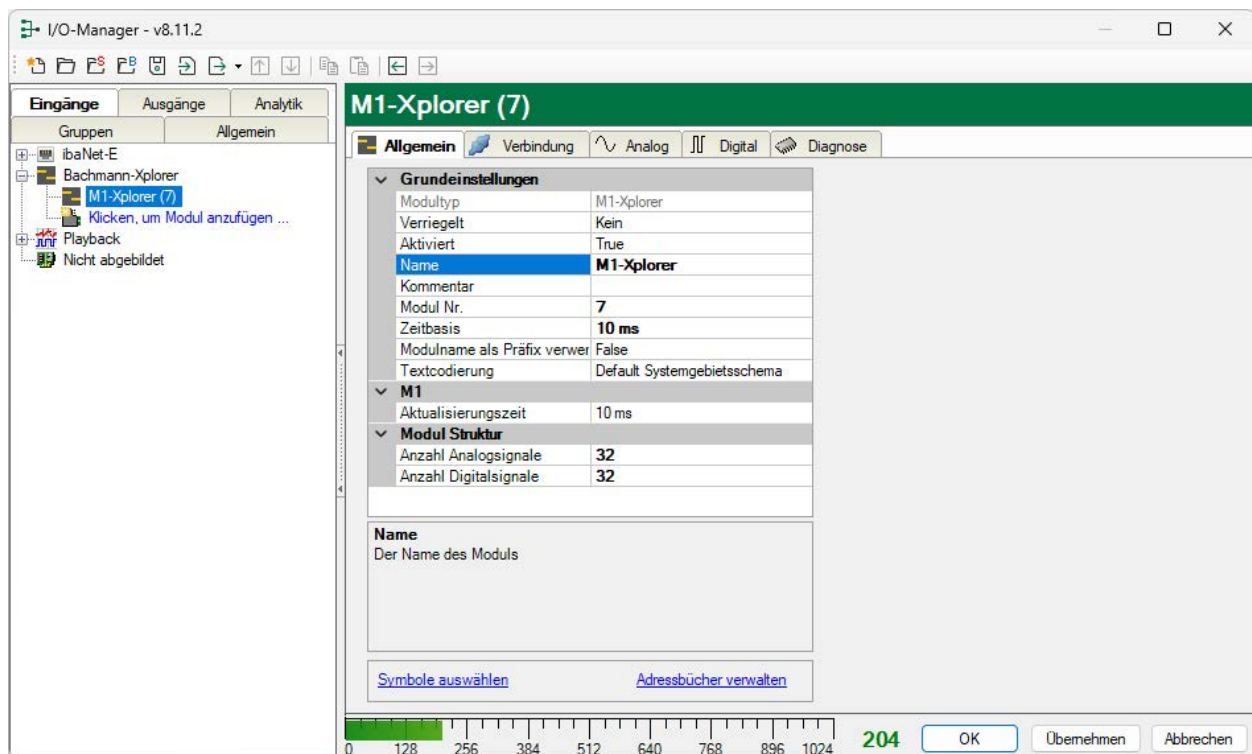 I/O-Manager - v8.11.2
Eingänge Ausgänge Analytik
Gruppen Allgemein
ibaNet-E
Bachmann-Xplorer
M1-Xplorer (7)
Klicken, um Modul anzufügen ...
Playback
Nicht abgebildet
M1-Xplorer (7)
Allgemein Verbindung Analog Digital Diagnose
Grundeinstellungen
Modultyp M1-Xplorer
Verriegelt Kein
Aktiviert True
Name M1-Xplorer
Kommentar
Modul Nr. 7
Zeitbasis 10 ms
Modulname als Präfix verwer False
Textcodierung Default Systemgebietsschema
M1
Aktualisierungszeit 10 ms
Modul Struktur
Anzahl Analogsignale 32
Anzahl Digitalsignale 32
Name
Der Name des Moduls
Symbole auswählen Adressbücher verwalten
0 128 256 384 512 640 768 896 1024
204 OK Übernehmen Abbrechen